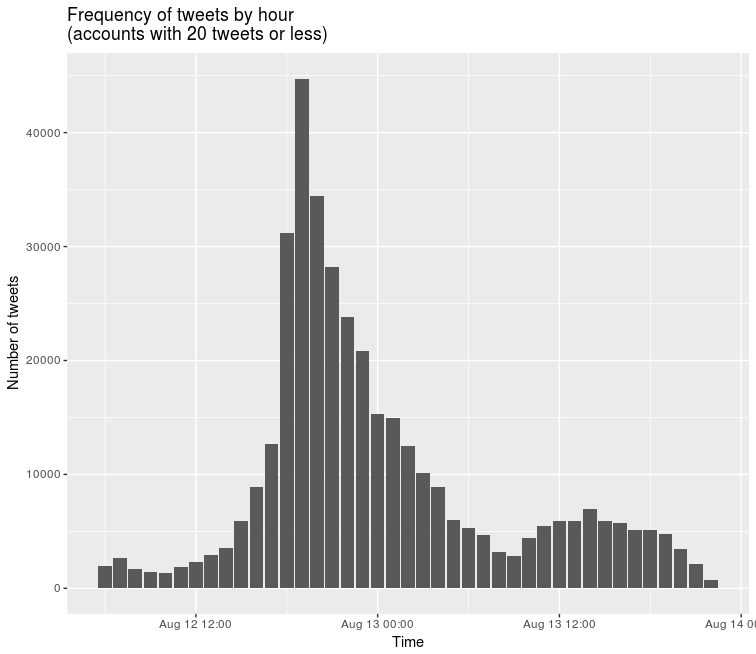 Frequency of tweets by hour
(accounts with 20 tweets or less)
40000
30000
20000
10000
0
Number of tweets
Aug 12 12:00 Aug 13 00:00 Aug 13 12:00 Aug 14 0
Time